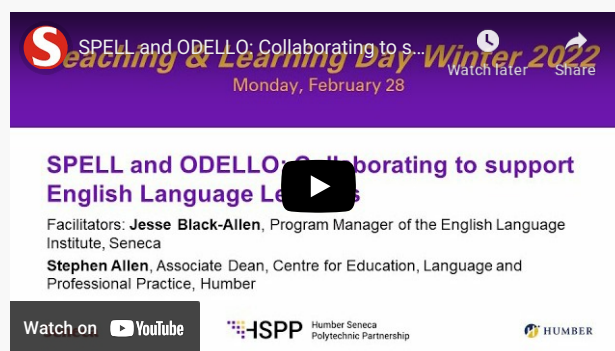 SPELL and ODELLO: Collaborating to s...
eaching & Learning Day Winter 2022
Watch later
Share
Monday, February 28
SPELL and ODELLO: Collaborating to support
English Language
Facilitators: Jesse Black-Allen, Program Manager of the English Language
Institute, Seneca
Stephen Allen, Associate Dean, Centre for Education, Language and
Professional Practice, Humber
Watch on YouTube
HSPP
Humber Seneca
Polytechnic Partnership
HUMBER